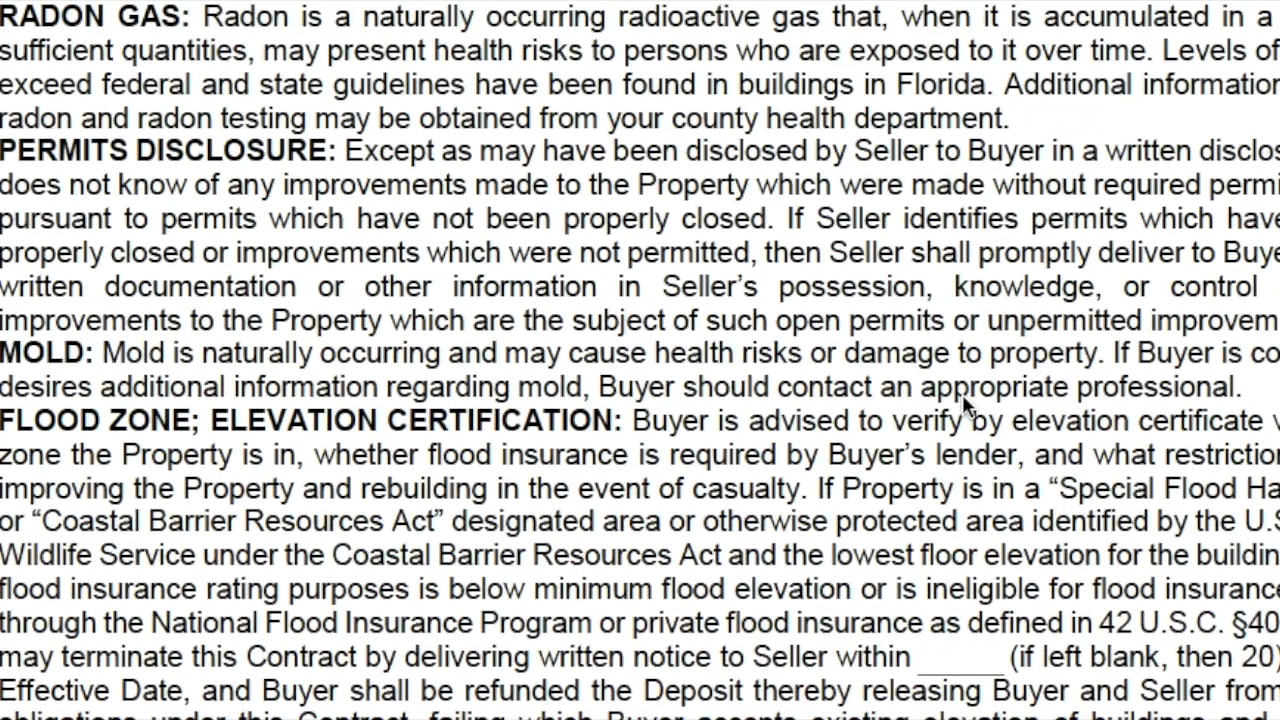 RADON GAS: Radon is a naturally occurring radioactive gas that, when it is accumulated in a
sufficient quantities, may present health risks to persons who are exposed to it over time. Levels of
exceed federal and state guidelines have been found in buildings in Florida. Additional information
radon and radon testing may be obtained from your county health department.
PERMITS DISCLOSURE: Except as may have been disclosed by Seller to Buyer in a written
does not know of any improvements made to the Property which were made without required
pursuant to permits which have not been properly closed. If Seller identifies permits which have
properly closed or improvements which were not permitted, then Seller shall promptly deliver to
written documentation or other information in Seller's possession, knowledge, or control
improvements to the Property which are the subject of such open permits or unpermitted
MOLD: Mold is naturally occurring and may cause health risks or damage to property. If Buyer is
desires additional information regarding mold, Buyer should contact an appropriate professional.
FLOOD ZONE; ELEVATION CERTIFICATION: Buyer is advised to verify by elevation certificate
zone the Property is in, whether flood insurance is required by Buyer's lender, and what
improving the Property and rebuilding in the event of casualty. If Property is in a “Special Flood
or “Coastal Barrier Resources Act” designated area or otherwise protected area identified by the
Wildlife Service under the Coastal Barrier Resources Act and the lowest floor elevation for the
flood insurance rating purposes is below minimum flood elevation or is ineligible for flood insurance
through the National Flood Insurance Program or private flood insurance as defined in 42 U.S.C.
may terminate this Contract by delivering written notice to Seller within ______ (if left blank, then 20)
Effective Date, and Buyer shall be refunded the Deposit thereby releasing Buyer and Seller from